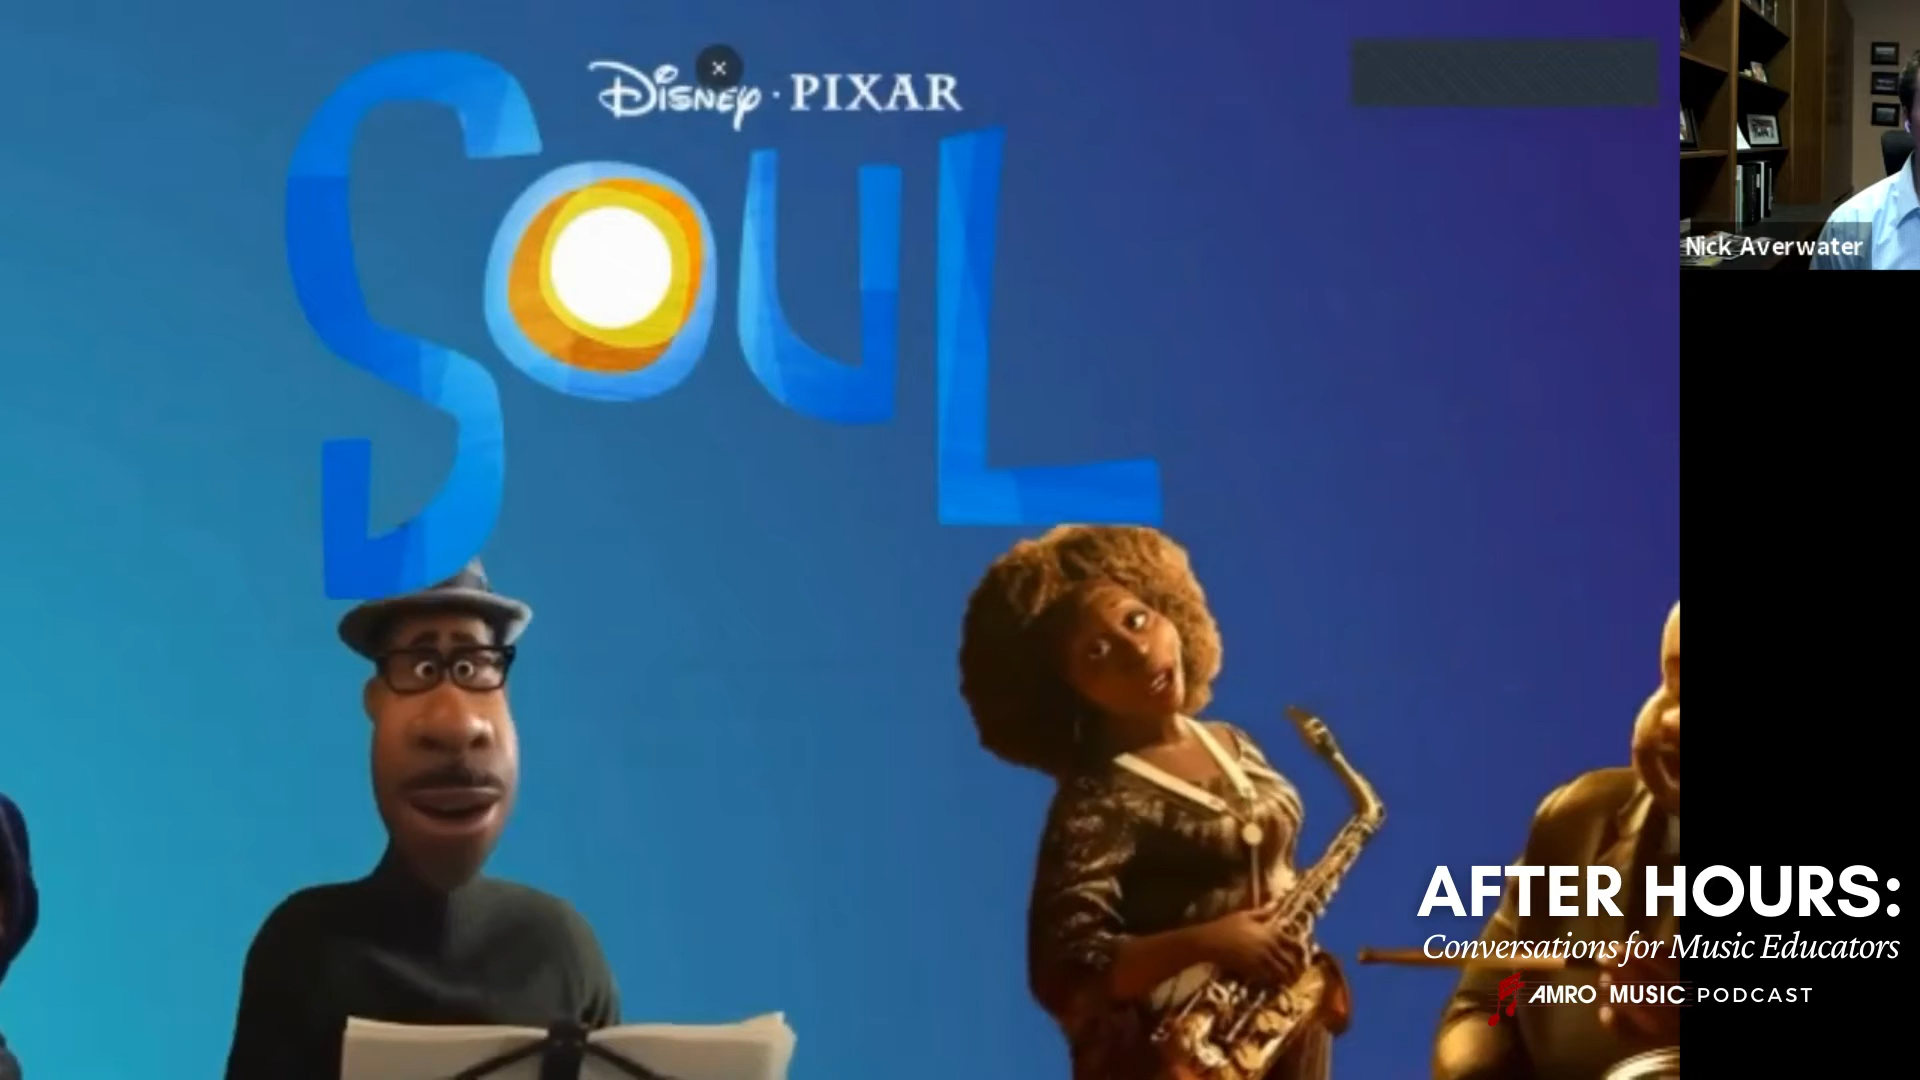 DISNEY · PIXAR
SOUL
Nick Averwater
AFTER HOURS:
Conversations for Music Educators
AMRO MUSIC PODCAST